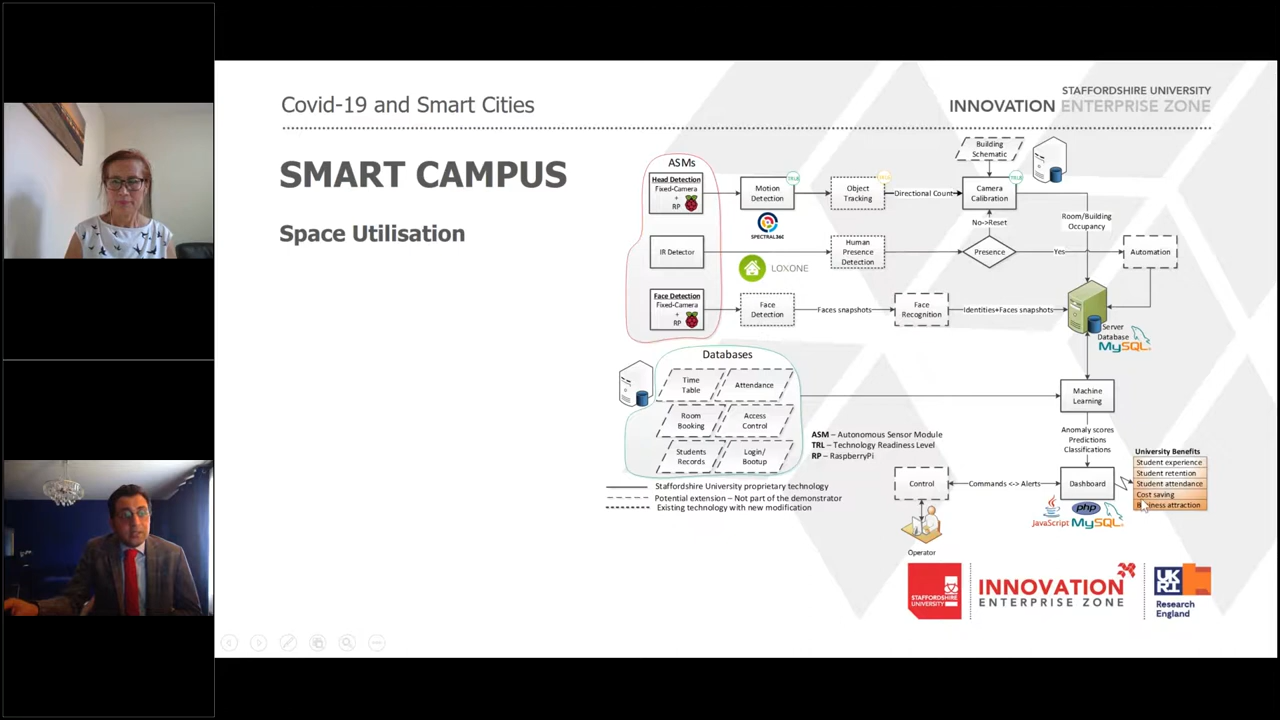 Covid-19 and Smart Cities
STAFFORDSHIRE UNIVERSITY
INNOVATION ENTERPRISE ZONE
SMART CAMPUS
Space Utilisation
ASMs
Head Detection
Fixed-Camera
+
RP
Motion
Detection
SPECTRAL360
Object
Tracking
Directional Count
Building
Schematic
Camera
Calibration
No->Reset
Room/Building
Occupancy
IR Detector
LOXONE
Human
Presence
Detection
Presence
Yes
Automation
Face Detection
Fixed-Camera
+
RP
Face
Detection
Faces snapshots
Face
Recognition
Identities+Faces snapshots
Server
Database
MySQL
Databases
Time
Table
Attendance
Room
Booking
Access
Control
Students
Records
Login/
Bootup
Machine
Learning
Anomaly scores
Predictions
Classifications
ASM – Autonomous Sensor Module
TRL – Technology Readiness Level
RP – RaspberryPi
University Benefits
Student experience
Student retention
Student attendance
Cost saving
Business attraction
Control
Commands <-> Alerts
Dashboard
JavaScript
php
MySQL
Operator
Staffordshire University proprietary technology
Potential extension – Not part of the demonstrator
Existing technology with new modification
STAFFORDSHIRE
UNIVERSITY
INNOVATION
ENTERPRISE ZONE
UK
RI
Research
England